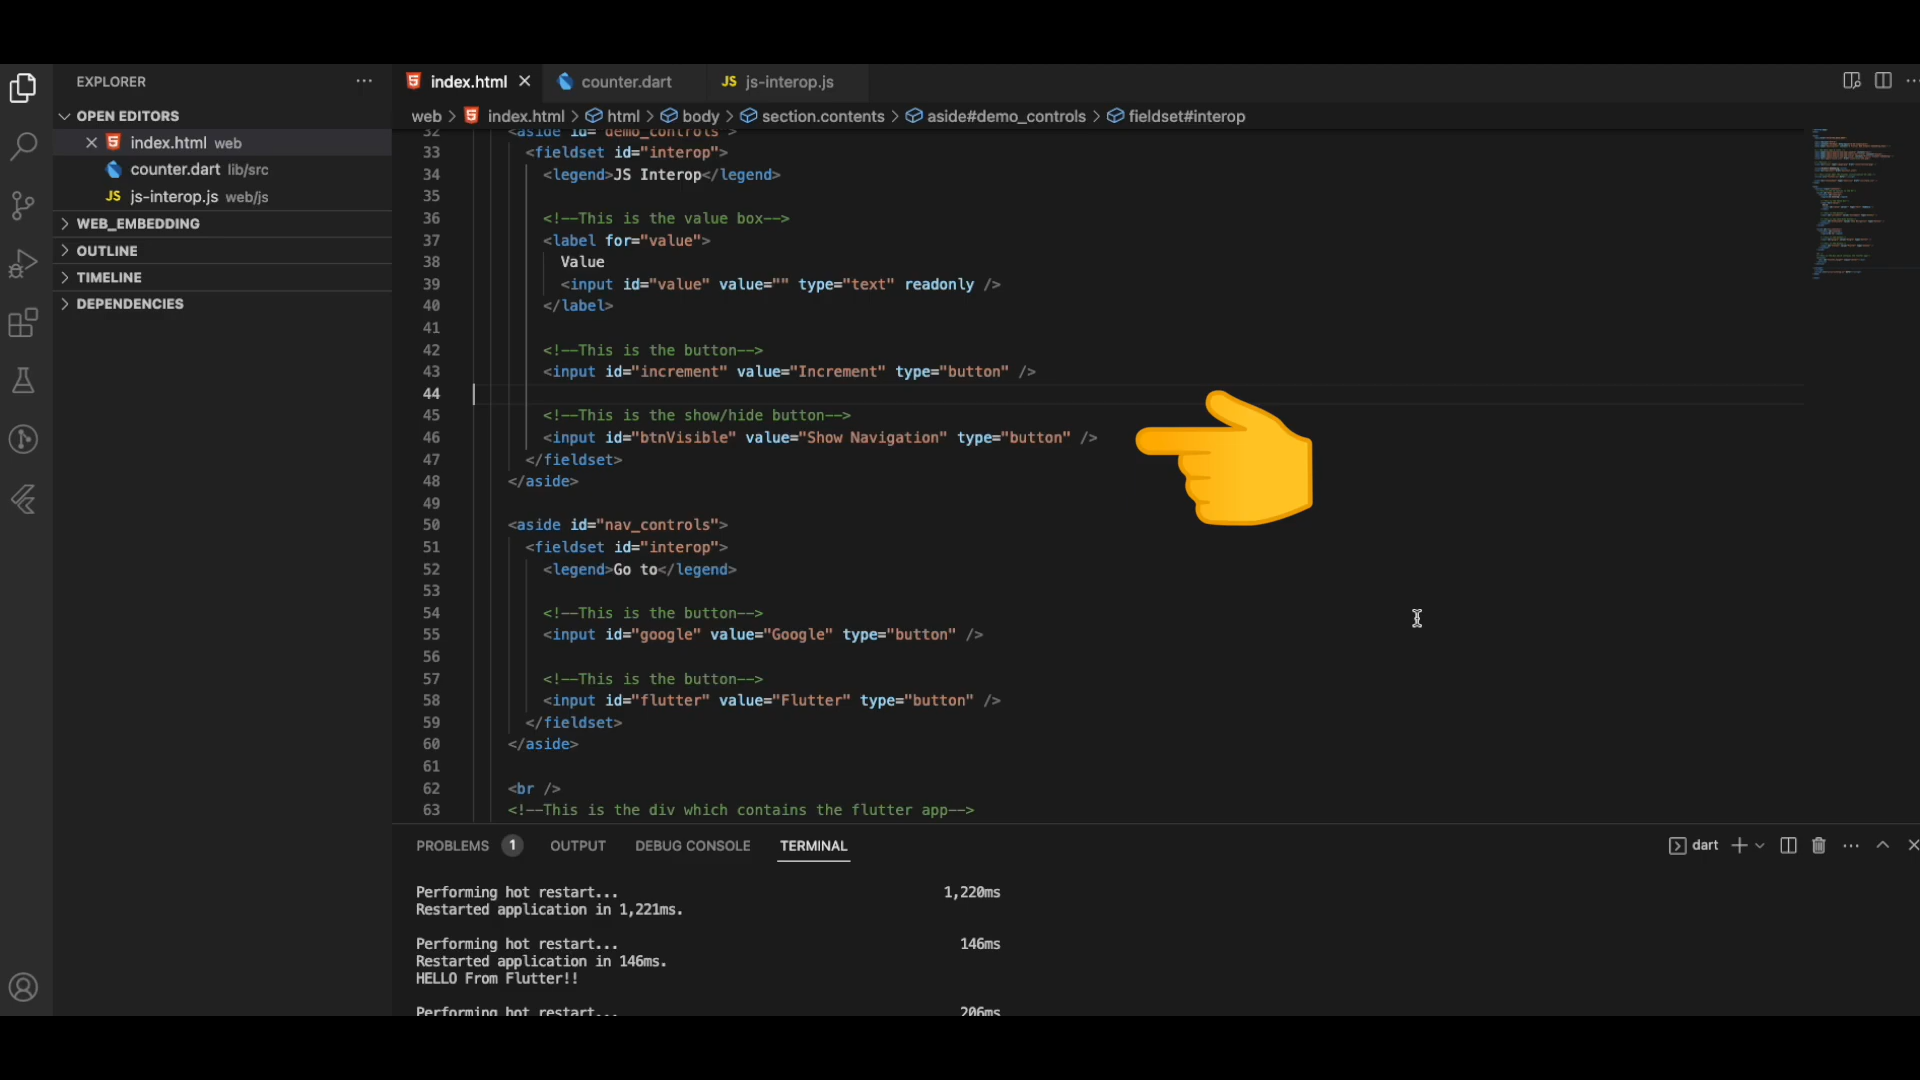 EXPLORER
index.html
counter.dart
JS js-interop.js
OPEN EDITORS
index.html web
counter.dart lib/src
JS js-interop.js web/js
WEB_EMBEDDING
OUTLINE
TIMELINE
DEPENDENCIES
web > index.html > html > body > section.contents > aside#demo_controls > fieldset#interop
32 <aside id="demo_controls">
33 <fieldset id="interop">
34 <legend>JS Interop</legend>
35
36 <!--This is the value box-->
37 <label for="value">
38 Value
39 <input id="value" value="" type="text" readonly />
40 </label>
41
42 <!--This is the button-->
43 <input id="increment" value="Increment" type="button" />
44
45 <!--This is the show/hide button-->
46 <input id="btnVisible" value="Show Navigation" type="button" />
47 </fieldset>
48 </aside>
49
50 <aside id="nav_controls">
51 <fieldset id="interop">
52 <legend>Go to</legend>
53
54 <!--This is the button-->
55 <input id="google" value="Google" type="button" />
56
57 <!--This is the button-->
58 <input id="flutter" value="Flutter" type="button" />
59 </fieldset>
60 </aside>
61
62 <br />
63 <!--This is the div which contains the flutter app-->
PROBLEMS 1 OUTPUT DEBUG CONSOLE TERMINAL
dart
Performing hot restart... 1,220ms
Restarted application in 1,221ms.
Performing hot restart... 146ms
Restarted application in 146ms.
HELLO From Flutter!!
Performing hot restart... 206ms